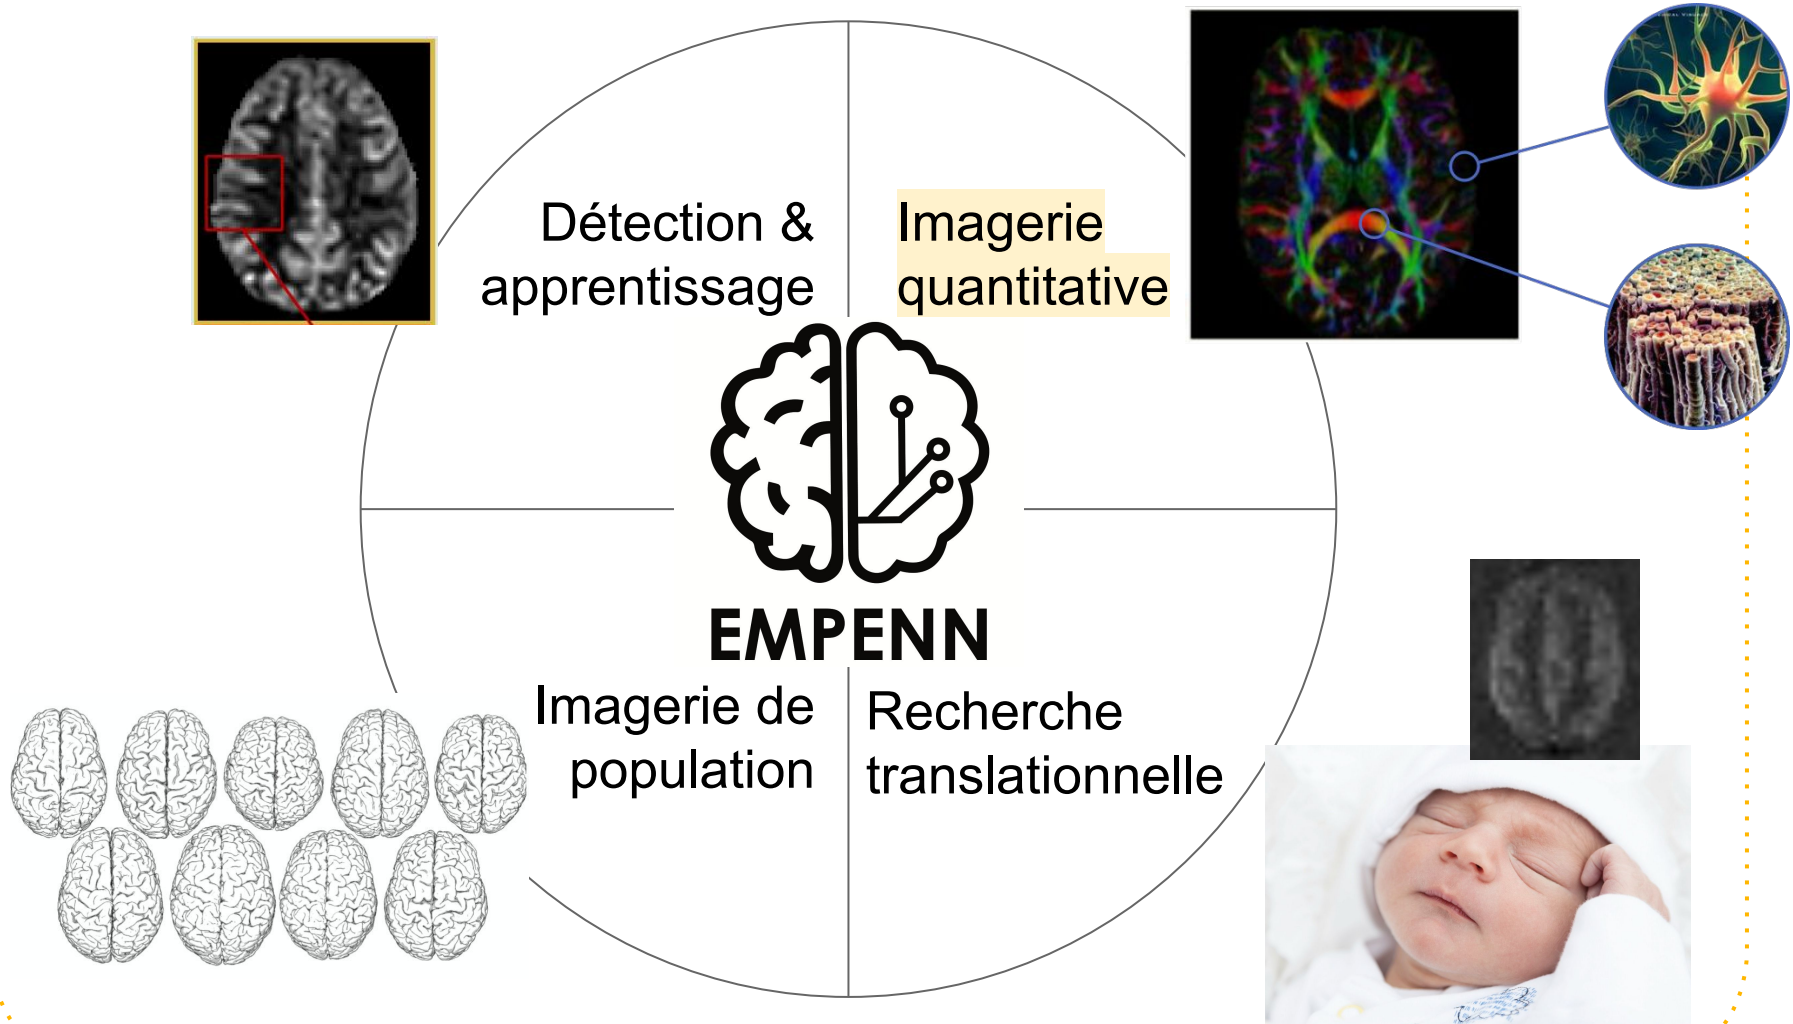 Détection &
apprentissage
Imagerie
quantitative
EMPENN
Imagerie de
population
Recherche
translationnelle